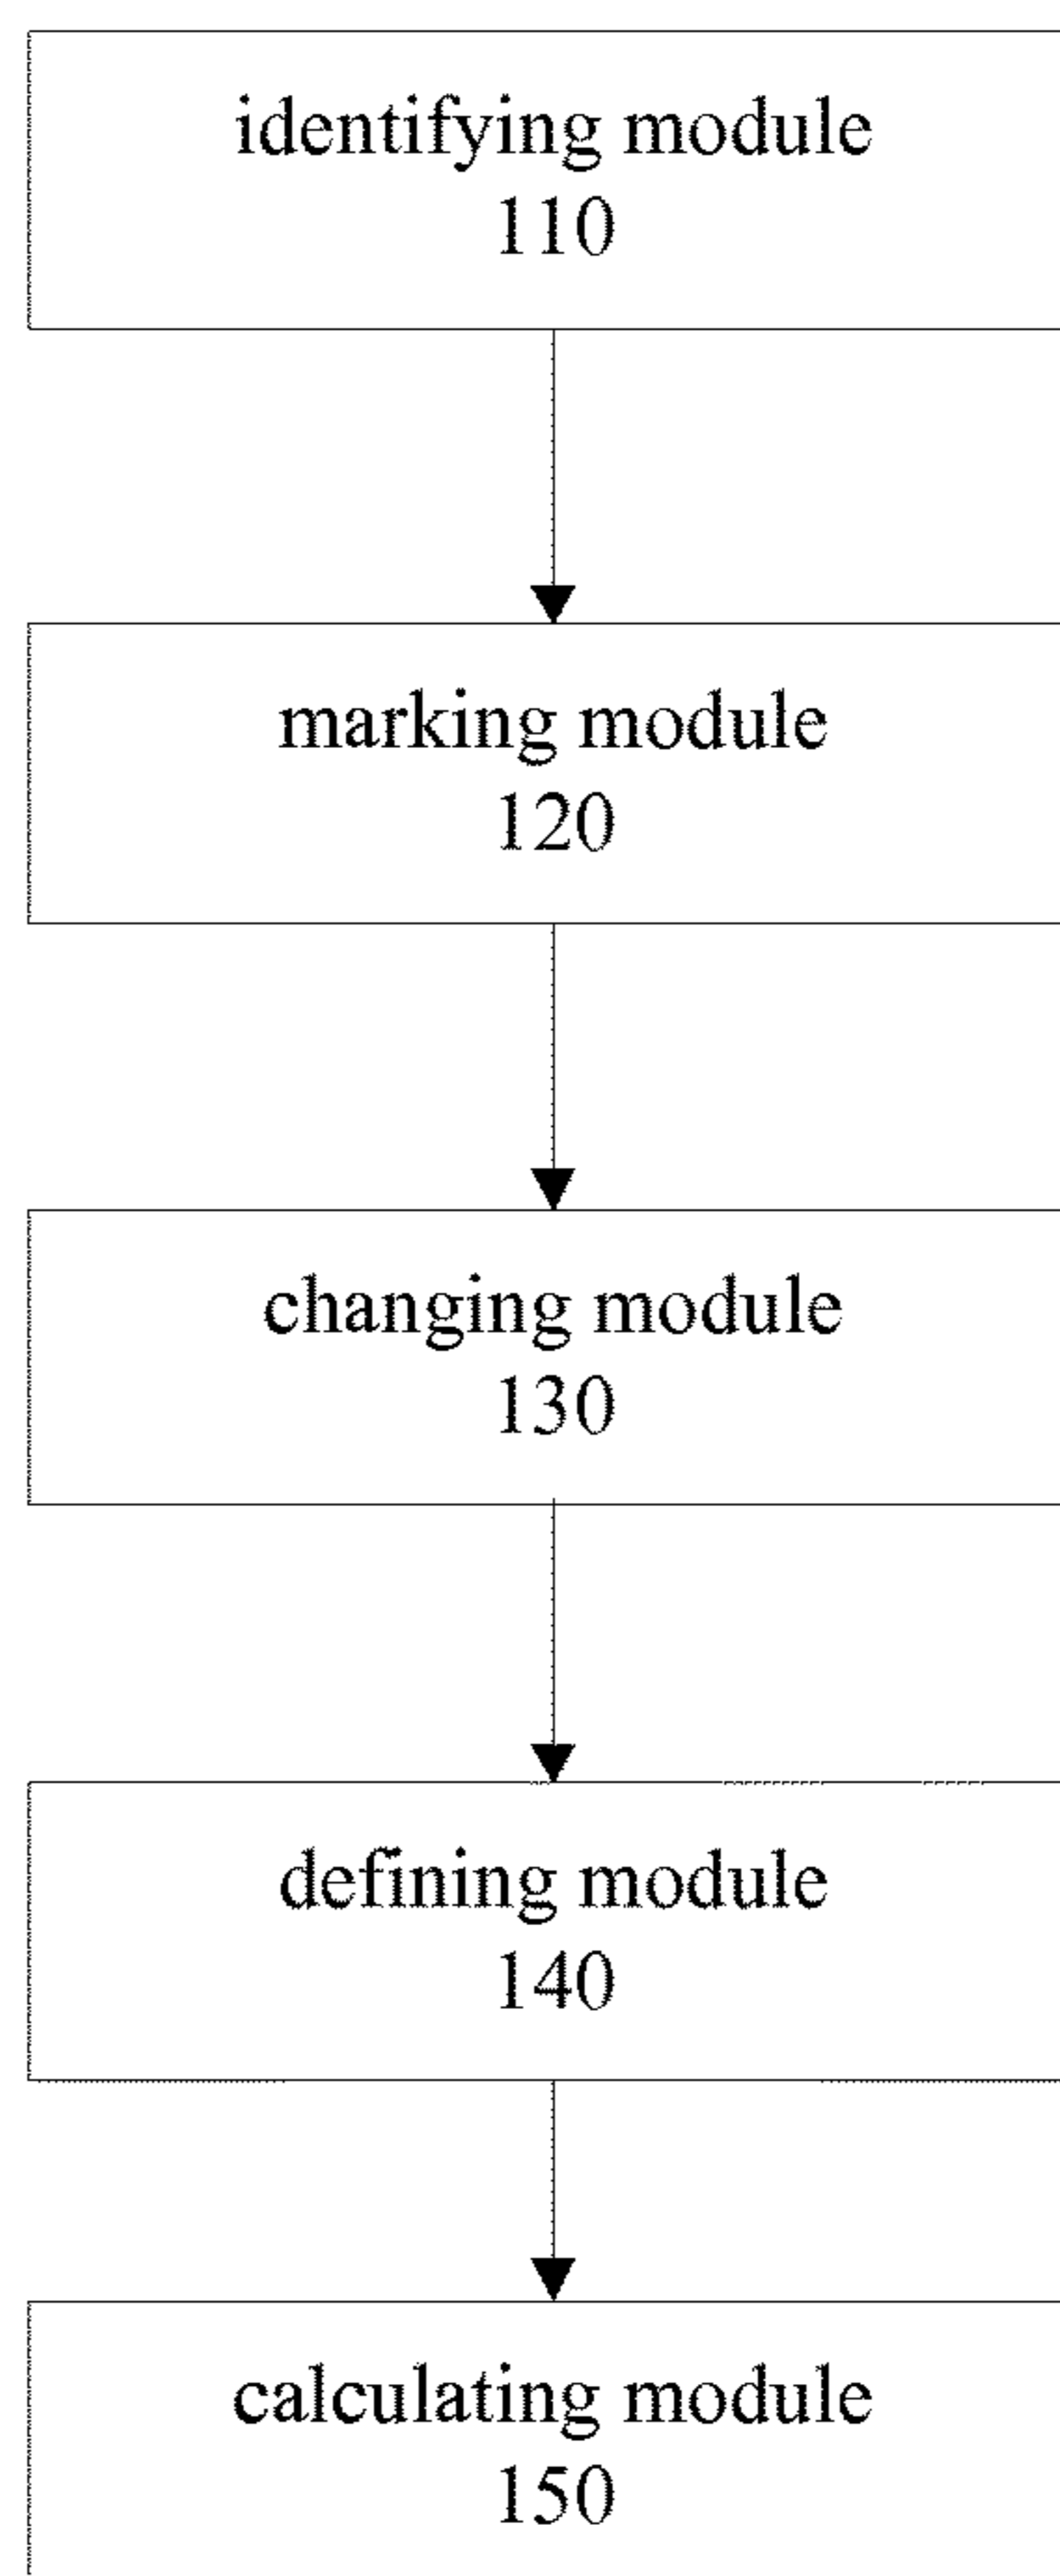 identifying module
110
marking module
120
changing module
130
defining module
140
calculating module
150